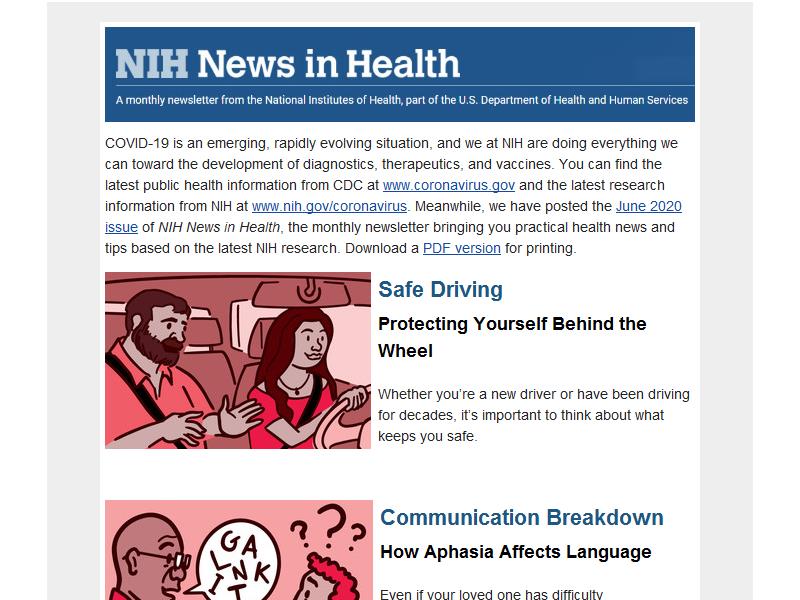 NIH News in Health
A monthly newsletter from the National Institutes of Health, part of the U.S. Department of Health and Human Services
COVID-19 is an emerging, rapidly evolving situation, and we at NIH are doing everything we
can toward the development of diagnostics, therapeutics, and vaccines. You can find the
latest public health information from CDC at www.coronavirus.gov and the latest research
information from NIH at www.nih.gov/coronavirus. Meanwhile, we have posted the June 2020
issue of NIH News in Health, the monthly newsletter bringing you practical health news and
tips based on the latest NIH research. Download a PDF version for printing.
Safe Driving
Protecting Yourself Behind the
Wheel
Whether you're a new driver or have been driving
for decades, it's important to think about what
keeps you safe.
Communication Breakdown
How Aphasia Affects Language
Even if your loved one has difficulty
? ? ?
G A
L N K
I T